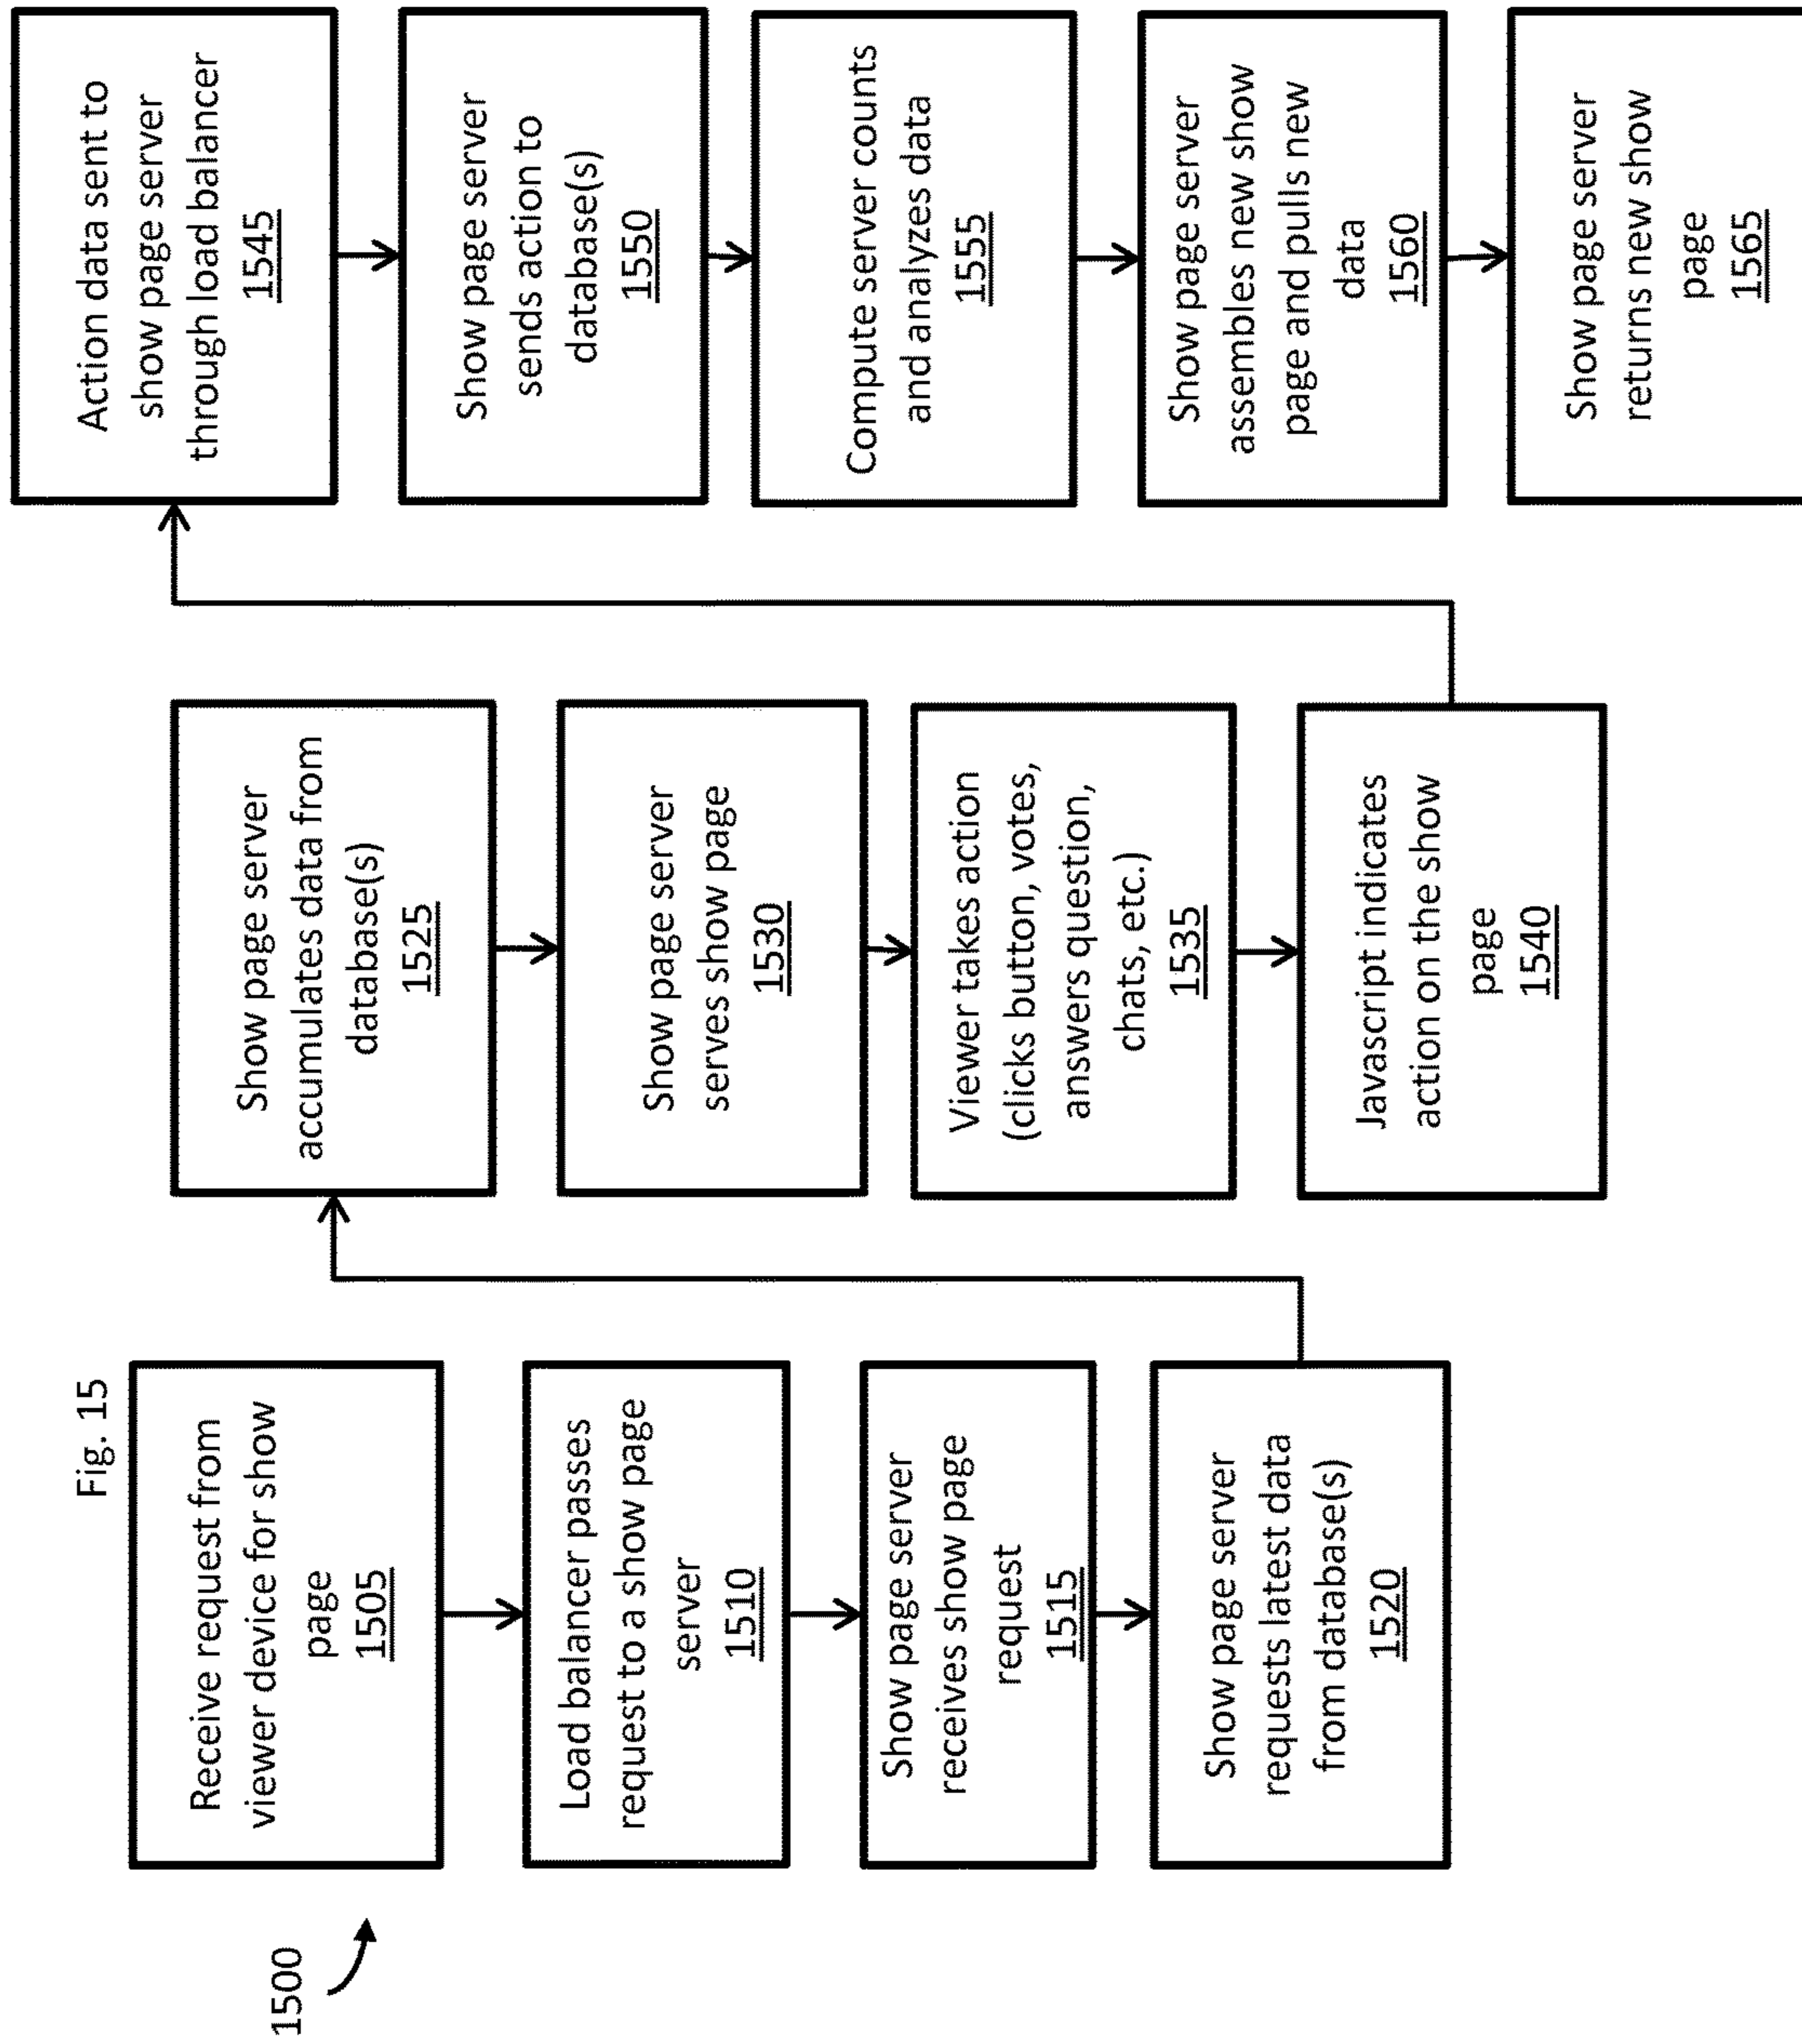 Fig. 15
1500
Receive request from
viewer device for show
page
1505
Load balancer passes
request to a show page
server
1510
Show page server
receives show page
request
1515
Show page server
requests latest data
from database(s)
1520
Show page server
accumulates data from
database(s)
1525
Show page server
serves show page
1530
Viewer takes action
(clicks button, votes,
answers question,
chats, etc.)
1535
Javascript indicates
action on the show
page
1540
Action data sent to
show page server
through load balancer
1545
Show page server
sends action to
database(s)
1550
Compute server counts
and analyzes data
1555
Show page server
assembles new show
page and pulls new
data
1560
Show page server
returns new show
page
1565